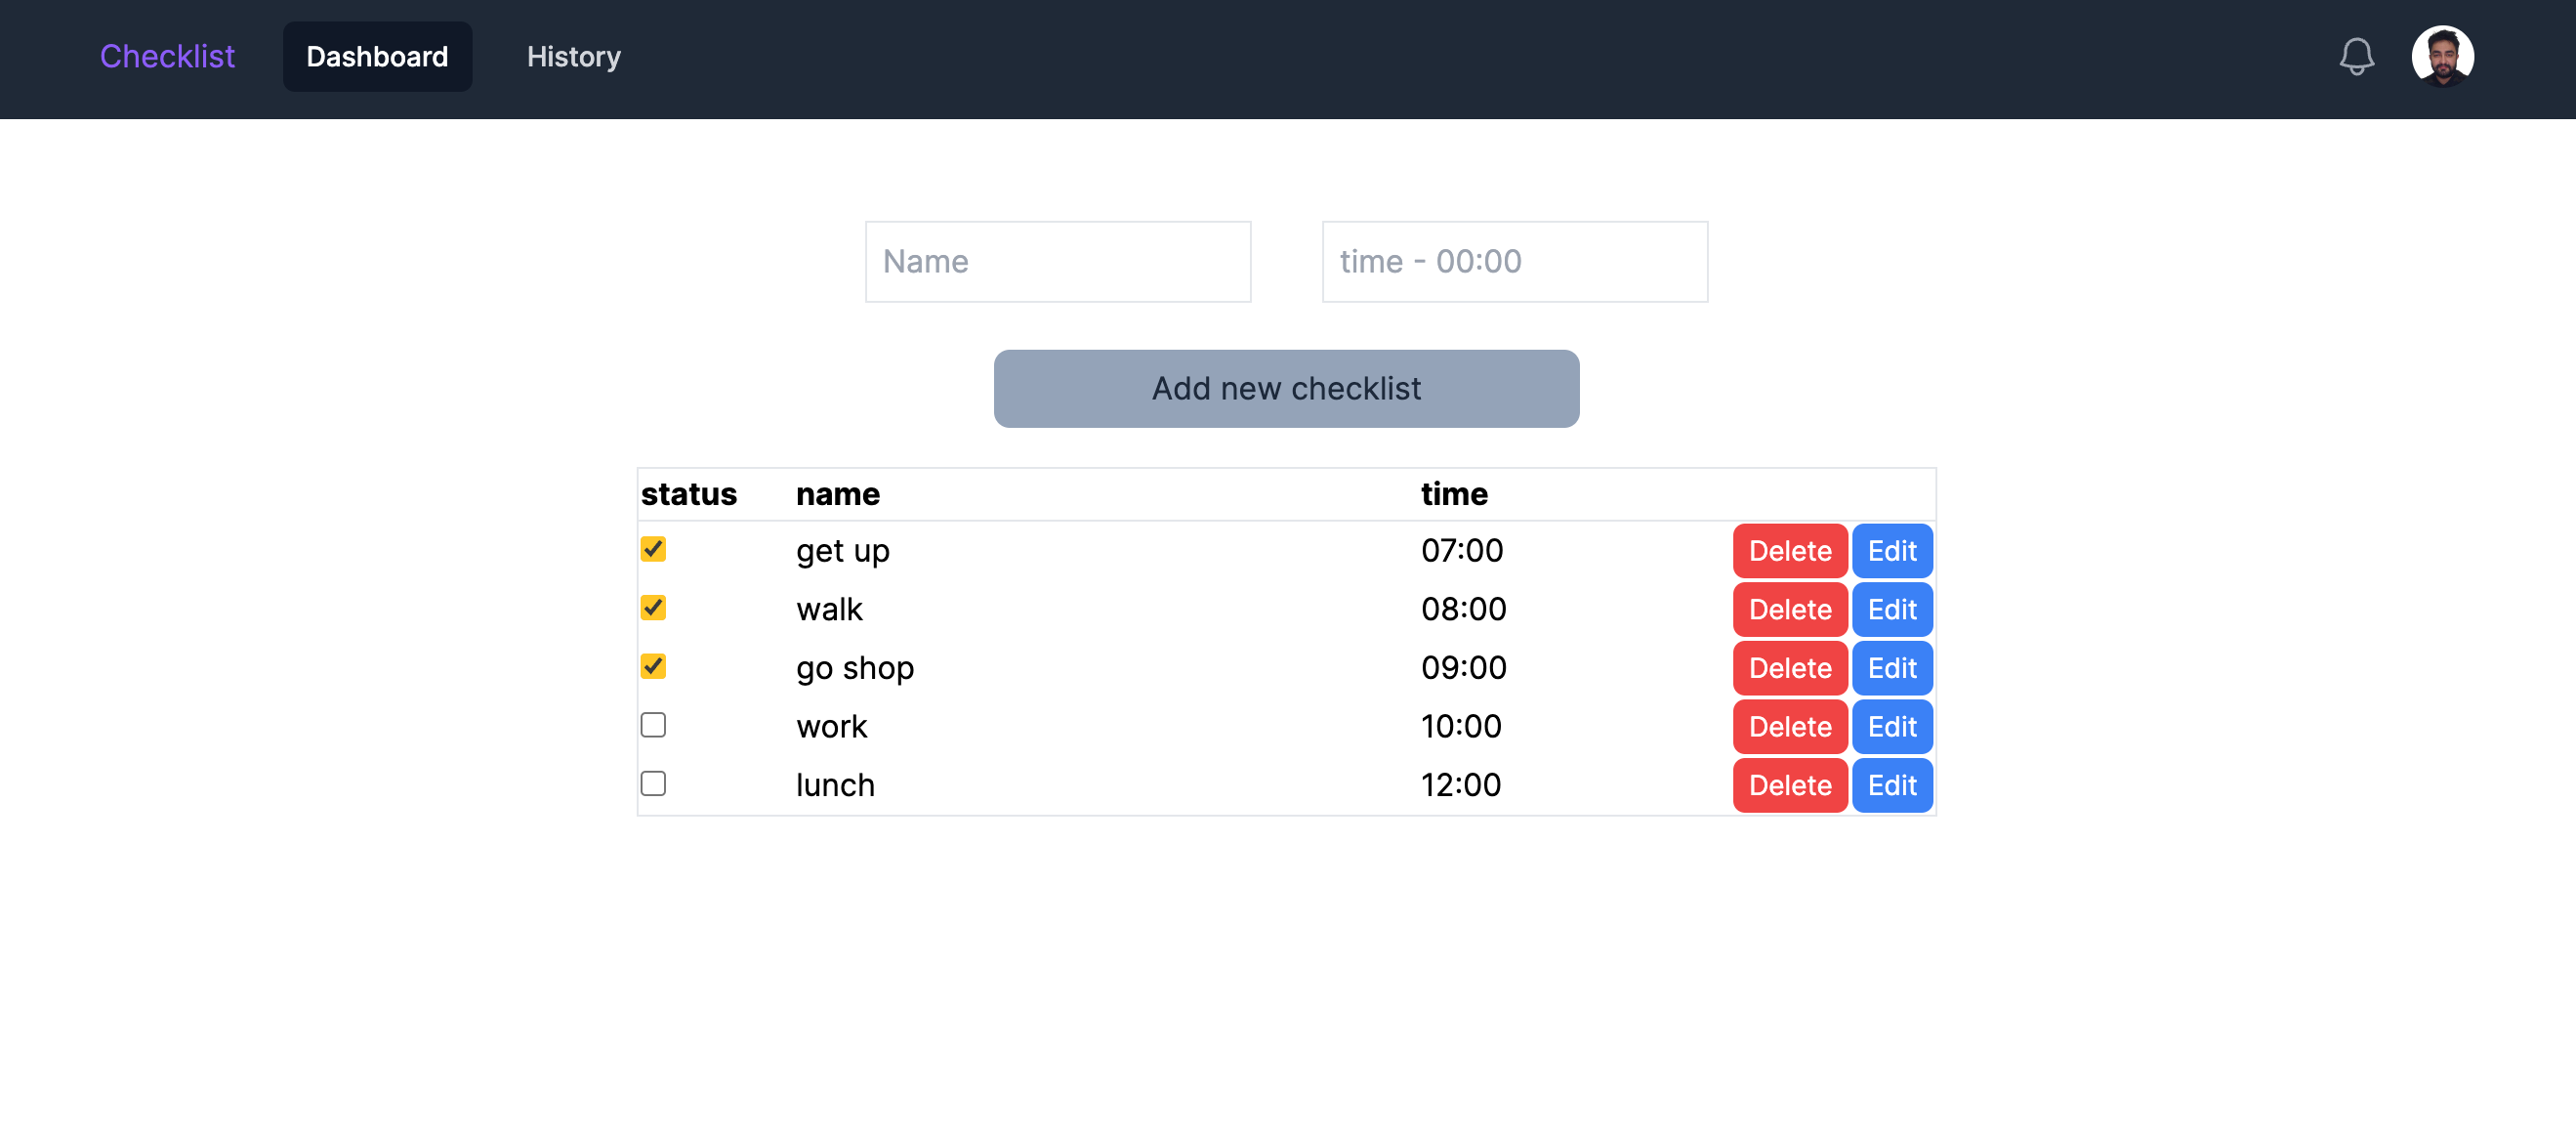 Checklist Dashboard History
Name time - 00:00
Add new checklist
status name time
get up 07:00 Delete Edit
walk 08:00 Delete Edit
go shop 09:00 Delete Edit
work 10:00 Delete Edit
lunch 12:00 Delete Edit